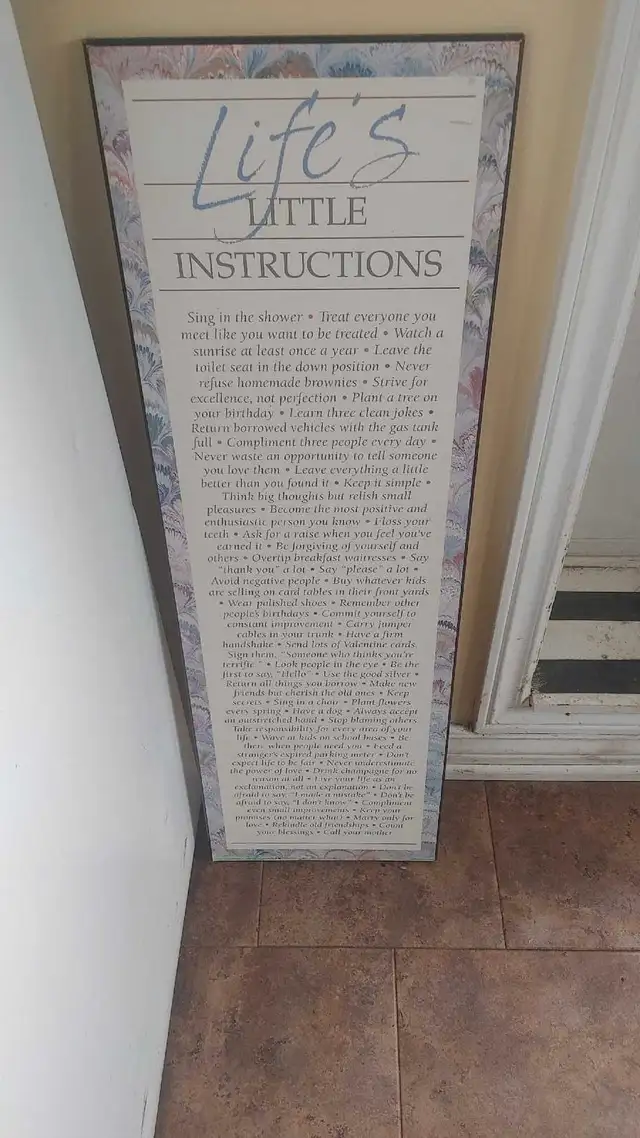 Life's
LITTLE
INSTRUCTIONS
Sing in the shower • Treat everyone you
meet like you want to be treated • Watch a
sunrise at least once a year • Leave the
toilet seat in the down position • Never
refuse homemade brownies • Strive for
excellence, not perfection • Plant a tree on
your birthday • Learn three clean jokes •
Return borrowed vehicles with the gas tank
full • Compliment three people every day •
Never waste an opportunity to tell someone
you love them • Leave everything a little
better than you found it • Keep it simple •
Think big thoughts but relish small
pleasures • Become the most positive and
enthusiastic person you know • Floss your
teeth • Ask for a raise when you feel you've
earned it • Be forgiving of yourself and
others • Overtip breakfast waitresses • Say
"thank you" a lot • Say "please" a lot •
Avoid negative people • Buy whatever kids
are selling on card tables in their front yards
• Wear polished shoes • Remember other
people's birthdays • Commit yourself to
constant improvement • Carry jumper
cables in your trunk • Have a firm
handshake • Send lots of Valentine cards.
Sign them, "Someone who thinks you're
terrific." • Look people in the eye • Be the
first to say, "Hello" • Use the good silver •
Return all things you borrow • Make new
friends but cherish the old ones • Keep
secrets • Sing in a choir • Plant flowers
every spring • Have a dog • Always accept
an outstretched hand • Stop blaming others.
Take responsibility for every area of your
life • Wave at kids on school buses • Be
there when people need you • Feed a
stranger's expired parking meter • Don't
expect life to be fair • Never underestimate
the power of love • Drink champagne for no
reason at all • Live your life as an
exclamation, not an explanation • Don't be
afraid to say, "I made a mistake" • Don't be
afraid to say, "I don't know" • Compliment
even small improvements • Keep your
promises (no matter what) • Marry only for
love • Rekindle old friendships • Count
your blessings • Call your mother